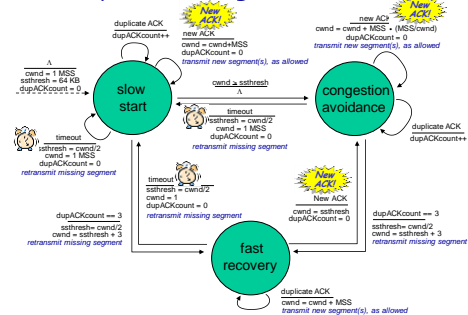 New
ACK!
duplicate ACK
dupACKcount++
new ACK
cwnd = cwnd+MSS
dupACKcount = 0
transmit new segment(s), as allowed
New
ACK!
new ACK
cwnd = cwnd + MSS • (MSS/cwnd)
dupACKcount = 0
transmit new segment(s), as allowed
Λ
cwnd = 1 MSS
ssthresh = 64 KB
dupACKcount = 0
slow
start
cwnd ≥ ssthresh
Λ
congestion
avoidance
timeout
ssthresh = cwnd/2
cwnd = 1 MSS
dupACKcount = 0
retransmit missing segment
duplicate ACK
dupACKcount++
timeout
ssthresh = cwnd/2
cwnd = 1 MSS
dupACKcount = 0
retransmit missing segment
timeout
ssthresh = cwnd/2
cwnd = 1
dupACKcount = 0
retransmit missing segment
New
ACK!
New ACK
cwnd = ssthresh
dupACKcount = 0
dupACKcount == 3
ssthresh= cwnd/2
cwnd = ssthresh + 3
retransmit missing segment
dupACKcount == 3
ssthresh= cwnd/2
cwnd = ssthresh + 3
retransmit missing segment
fast
recovery
duplicate ACK
cwnd = cwnd + MSS
transmit new segment(s), as allowed